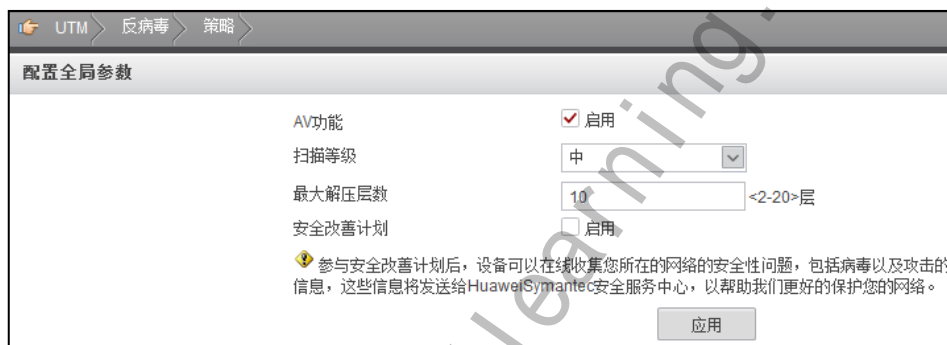 UTM 反病毒 策略
配置全局参数
AV功能 启用
扫描等级 中
最大解压层数 10 <2-20>层
安全改善计划 启用
参与安全改善计划后，设备可以在线收集您所在的网络的安全性问题，包括病毒以及攻击的
信息，这些信息将发送给HuaweiSymantec安全服务中心，以帮助我们更好的保护您的网络。
应用
learning.